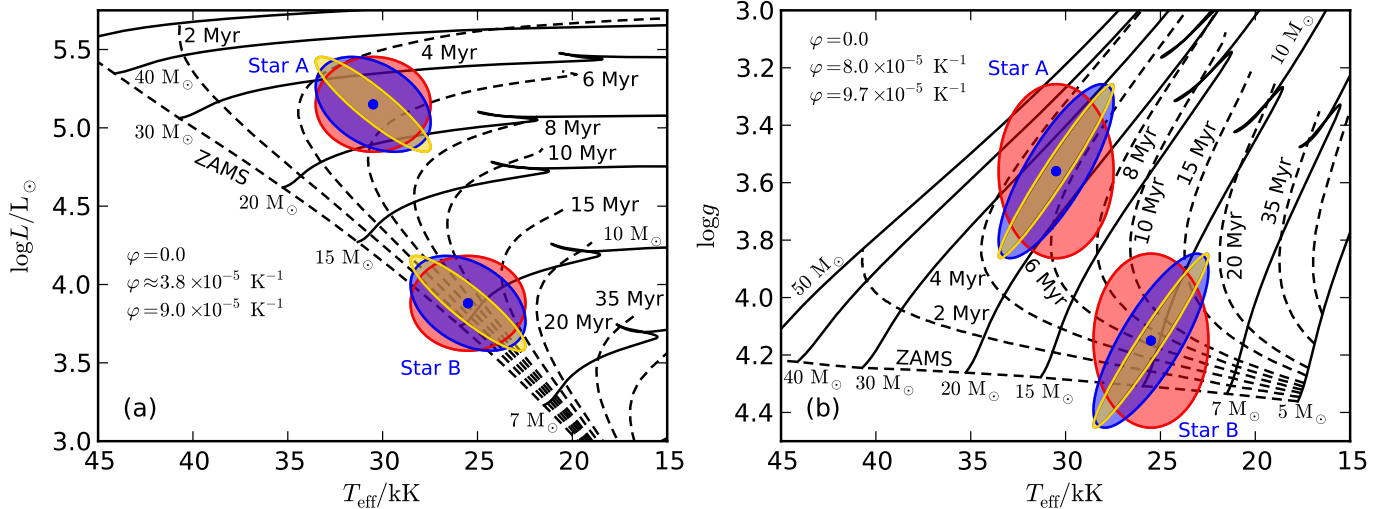 5.5
5.0
4.5
4.0
3.5
3.0
log L/L⊙
2 Myr
4 Myr
Star A
6 Myr
40 M⊙
30 M⊙
8 Myr
ZAMS
10 Myr
20 M⊙
15 Myr
15 M⊙
10 M⊙
φ=0.0
φ≈3.8 ×10⁻⁵ K⁻¹
φ=9.0 ×10⁻⁵ K⁻¹
35 Myr
20 Myr
Star B
(a)
7 M⊙
45 40 35 30 25 20 15
T_eff/kK
3.0
3.2
3.4
3.6
3.8
4.0
4.2
4.4
log g
φ=0.0
φ=8.0 ×10⁻⁵ K⁻¹
φ=9.7 ×10⁻⁵ K⁻¹
Star A
10 M⊙
8 Myr
15 Myr
10 Myr
35 Myr
20 Myr
50 M⊙
4 Myr
6 Myr
2 Myr
ZAMS
40 M⊙
30 M⊙
20 M⊙
15 M⊙
7 M⊙
5 M⊙
(b)
Star B
45 40 35 30 25 20 15
T_eff/kK